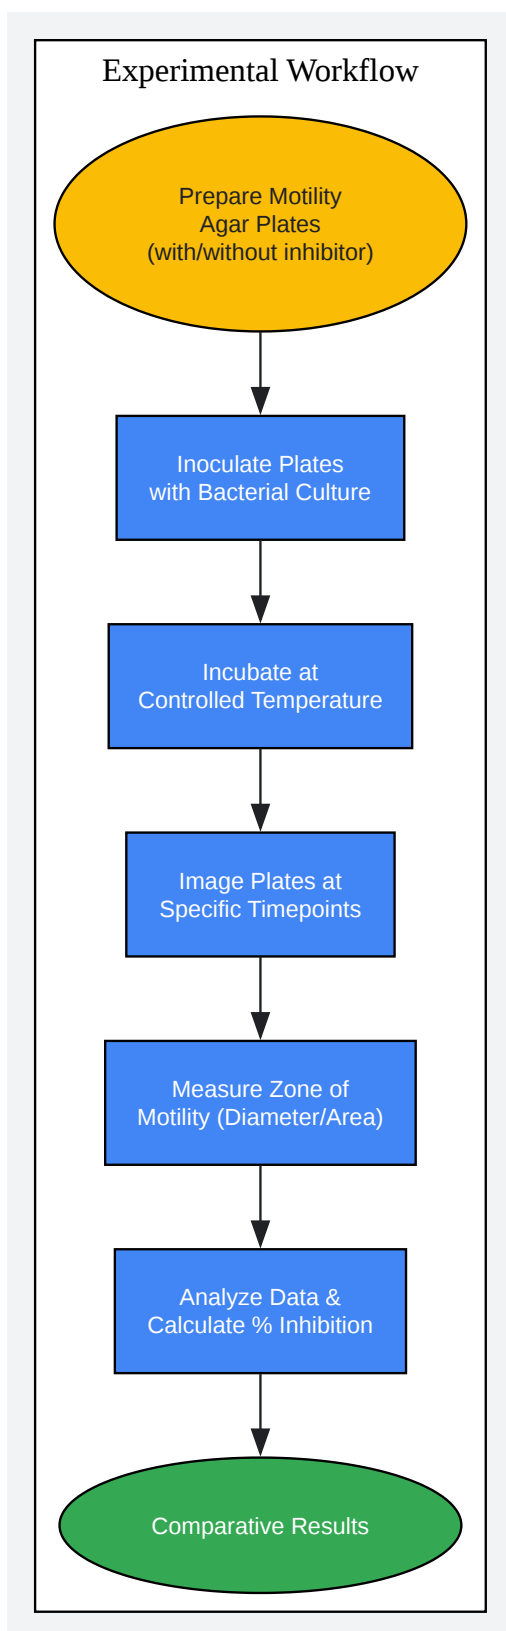 Experimental Workflow
Prepare Motility
Agar Plates
(with/without inhibitor)
Inoculate Plates
with Bacterial Culture
Incubate at
Controlled Temperature
Image Plates at
Specific Timepoints
Measure Zone of
Motility (Diameter/Area)
Analyze Data &
Calculate % Inhibition
Comparative Results